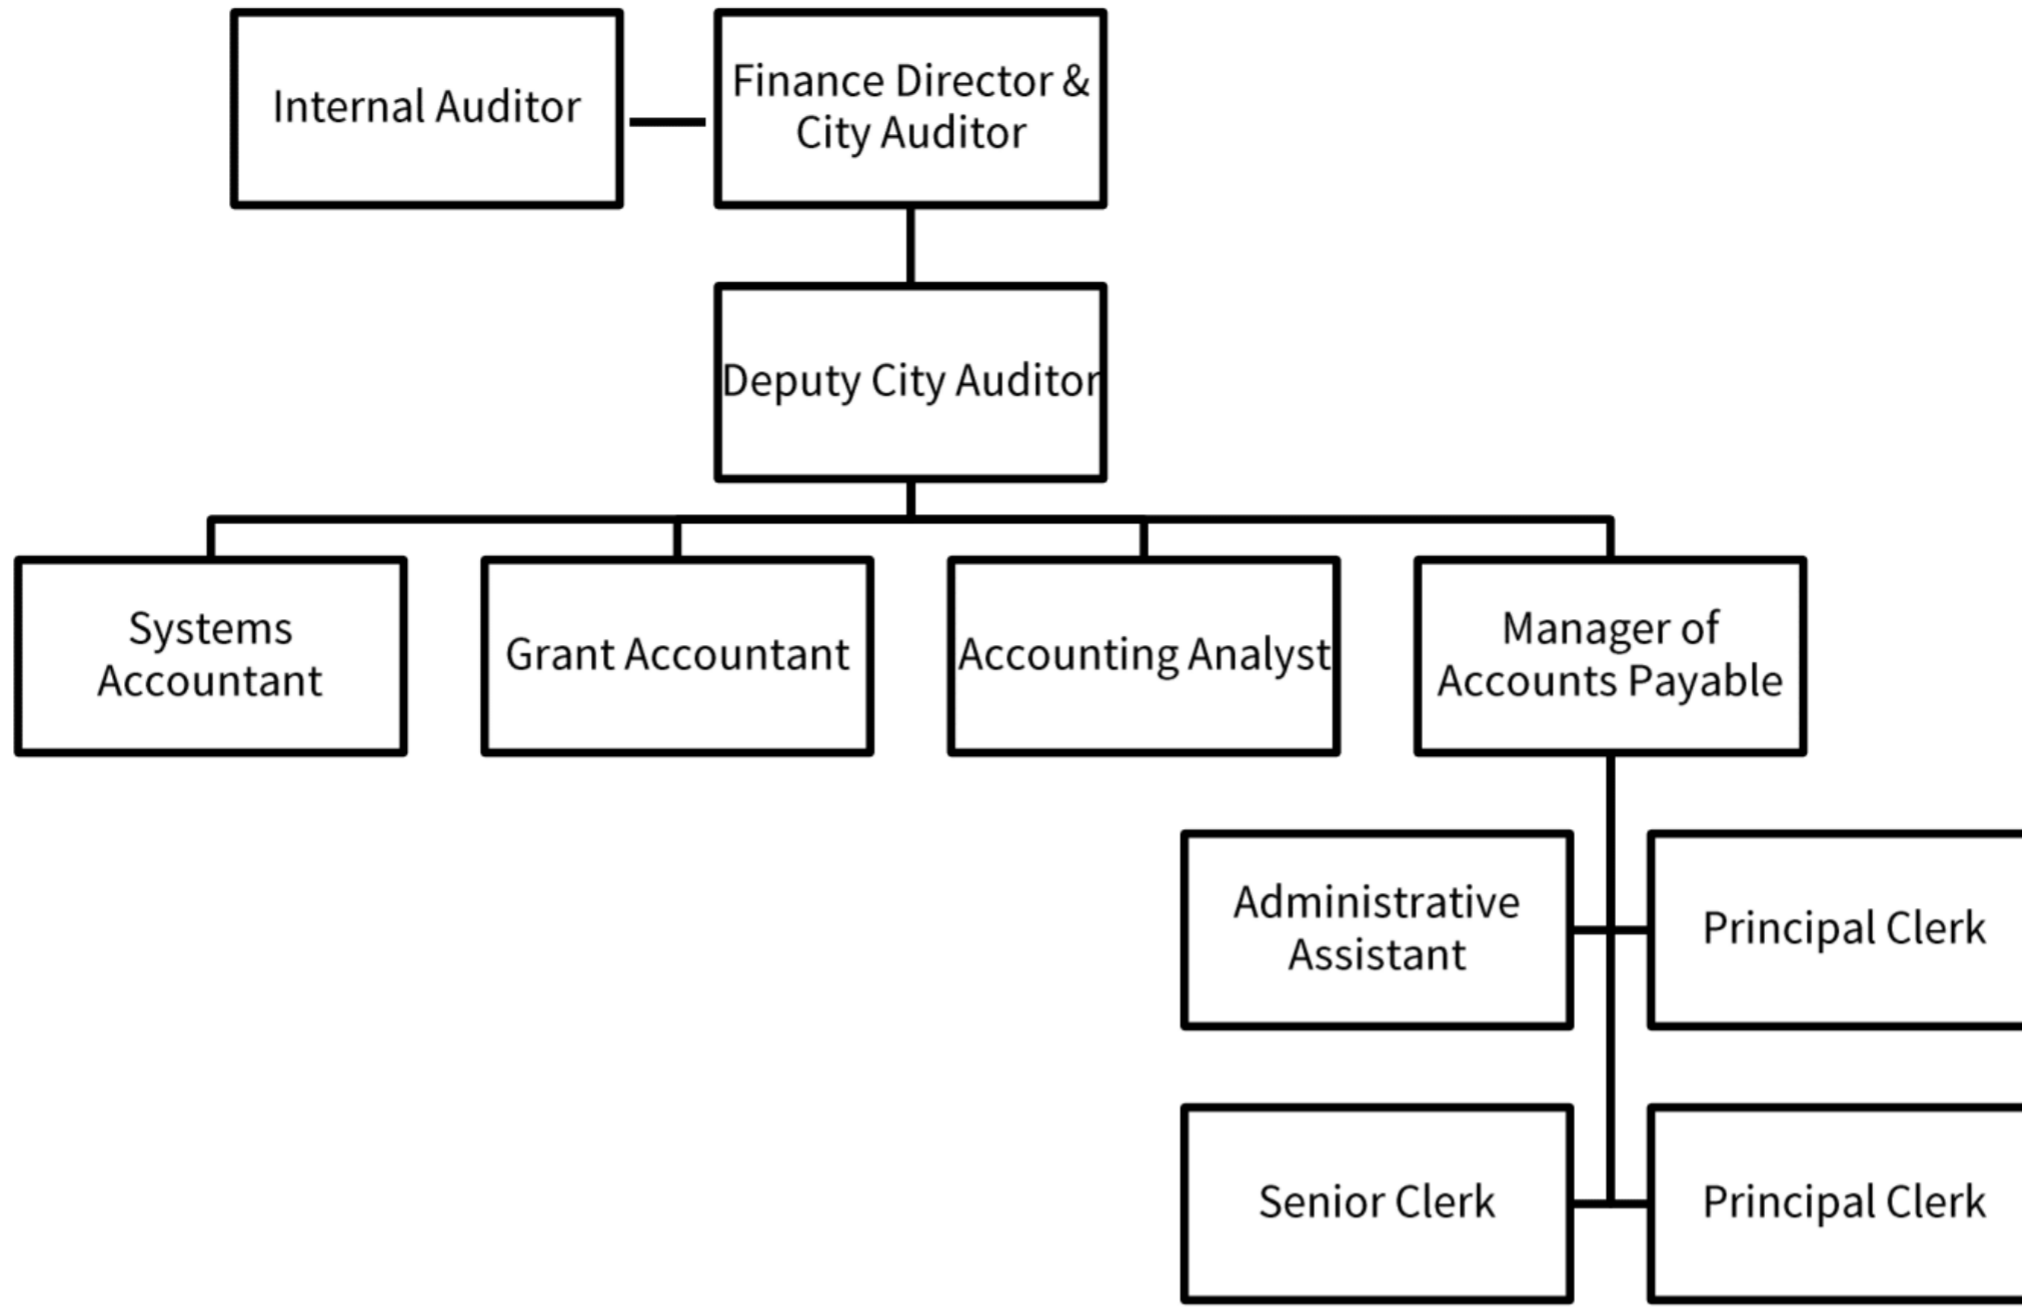 Internal Auditor
Finance Director &
City Auditor
Deputy City Auditor
Systems
Accountant
Grant Accountant
Accounting Analyst
Manager of
Accounts Payable
Administrative
Assistant
Principal Clerk
Senior Clerk
Principal Clerk